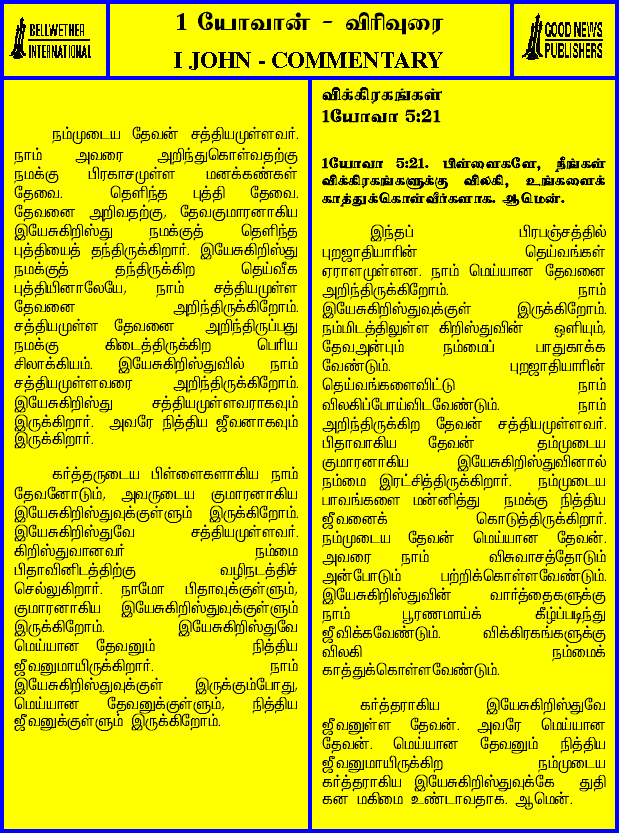 BELLWETHER
INTERNATIONAL
1 யோவான் - விரிவுரை
I JOHN - COMMENTARY
GOOD NEWS
PUBLISHERS
நம்முடைய தேவன் சத்தியமுள்ளவர்.
நாம் அவரை அறிந்துகொள்வதற்கு
நமக்கு பிரகாசமுள்ள மனக்கண்கள்
தேவை. தெளிந்த புத்தி தேவை.
தேவனை அறிவதற்கு, தேவகுமாரனாகிய
இயேசுகிறிஸ்து நமக்குத் தெளிந்த
புத்தியைத் தந்திருக்கிறார். இயேசுகிறிஸ்து
நமக்குத் தந்திருக்கிற தெய்வீக
புத்தியினாலேயே, நாம் சத்தியமுள்ள
தேவனை அறிந்திருக்கிறோம்.
சத்தியமுள்ள தேவனை அறிந்திருப்பது
நமக்கு கிடைத்திருக்கிற பெரிய
சிலாக்கியம். இயேசுகிறிஸ்துவில் நாம்
சத்தியமுள்ளவரை அறிந்திருக்கிறோம்.
இயேசுகிறிஸ்து சத்தியமுள்ளவராகவும்
இருக்கிறார். அவரே நித்திய ஜீவனாகவும்
இருக்கிறார்.
கர்த்தருடைய பிள்ளைகளாகிய நாம்
தேவனோடும், அவருடைய குமாரனாகிய
இயேசுகிறிஸ்துவுக்குள்ளும் இருக்கிறோம்.
இயேசுகிறிஸ்துவே சத்தியமுள்ளவர்.
கிறிஸ்துவானவர் நம்மை
பிதாவினிடத்திற்கு வழிநடத்திச்
செல்லுகிறார். நாமோ பிதாவுக்குள்ளும்,
குமாரனாகிய இயேசுகிறிஸ்துவுக்குள்ளும்
இருக்கிறோம். இயேசுகிறிஸ்துவே
மெய்யான தேவனும் நித்திய
ஜீவனுமாயிருக்கிறார். நாம்
இயேசுகிறிஸ்துவுக்குள் இருக்கும்போது,
மெய்யான தேவனுக்குள்ளும், நித்திய
ஜீவனுக்குள்ளும் இருக்கிறோம்.
விக்கிரகங்கள்
1யோவா 5:21
1யோவா 5:21. பிள்ளைகளே, நீங்கள்
விக்கிரகங்களுக்கு விலகி, உங்களைக்
காத்துக்கொள்வீர்களாக. ஆமென்.
இந்தப் பிரபஞ்சத்தில்
புறஜாதியாரின் தெய்வங்கள்
ஏராளமுள்ளன. நாம் மெய்யான தேவனை
அறிந்திருக்கிறோம். நாம்
இயேசுகிறிஸ்துவுக்குள் இருக்கிறோம்.
நம்மிடத்திலுள்ள கிறிஸ்துவின் ஒளியும்,
தேவஅன்பும் நம்மைப் பாதுகாக்க
வேண்டும். புறஜாதியாரின்
தெய்வங்களைவிட்டு நாம்
விலகிப்போய்விடவேண்டும். நாம்
அறிந்திருக்கிற தேவன் சத்தியமுள்ளவர்.
பிதாவாகிய தேவன் தம்முடைய
குமாரனாகிய இயேசுகிறிஸ்துவினால்
நம்மை இரட்சித்திருக்கிறார். நம்முடைய
பாவங்களை மன்னித்து நமக்கு நித்திய
ஜீவனைக் கொடுத்திருக்கிறார்.
நம்முடைய தேவன் மெய்யான தேவன்.
அவரை நாம் விசுவாசத்தோடும்
அன்போடும் பற்றிக்கொள்ளவேண்டும்.
இயேசுகிறிஸ்துவின் வார்த்தைகளுக்கு
நாம் பூரணமாய்க் கீழ்ப்படிந்து
ஜீவிக்கவேண்டும். விக்கிரகங்களுக்கு
விலகி நம்மைக்
காத்துக்கொள்ளவேண்டும்.
கர்த்தராகிய இயேசுகிறிஸ்துவே
ஜீவனுள்ள தேவன். அவரே மெய்யான
தேவன். மெய்யான தேவனும் நித்திய
ஜீவனுமாயிருக்கிற நம்முடைய
கர்த்தராகிய இயேசுகிறிஸ்துவுக்கே துதி
கன மகிமை உண்டாவதாக. ஆமென்.